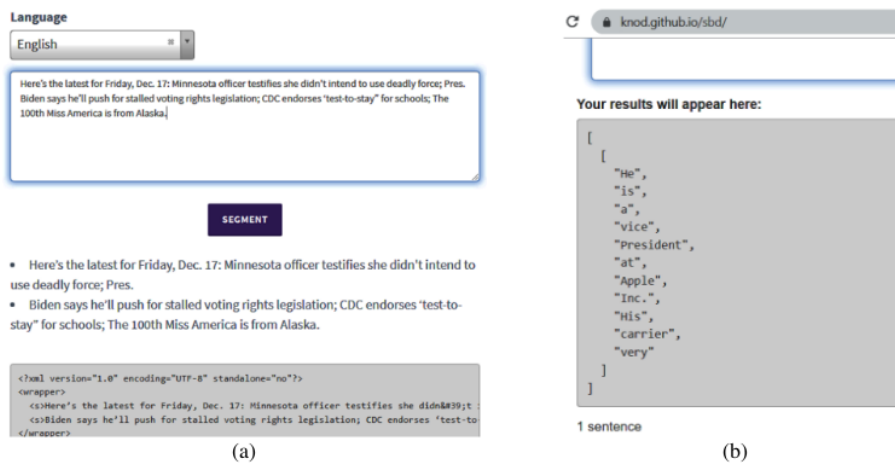 Language
English
Here's the latest for Friday, Dec. 17: Minnesota officer testifies she didn't intend to use deadly force; Pres.
Biden says he'll push for stalled voting rights legislation; CDC endorses 'test-to-stay” for schools; The
100th Miss America is from Alaska.
SEGMENT
• Here's the latest for Friday, Dec. 17: Minnesota officer testifies she didn't intend to
use deadly force; Pres.
• Biden says he'll push for stalled voting rights legislation; CDC endorses 'test-to-
stay” for schools; The 100th Miss America is from Alaska.
<?xml version="1.0" encoding="UTF-8" standalone="no"?>
<wrapper>
<s>Here's the latest for Friday, Dec. 17: Minnesota officer testifies she didn&#39;t
<s>Biden says he'll push for stalled voting rights legislation; CDC endorses 'test-to-
</wrapper>
(a)
knod.github.io/sbd/
Your results will appear here:
[
[
"He",
"is",
"a",
"vice",
"President",
"at",
"Apple",
"Inc.",
"His",
"carrier",
"very"
]
]
1 sentence
(b)